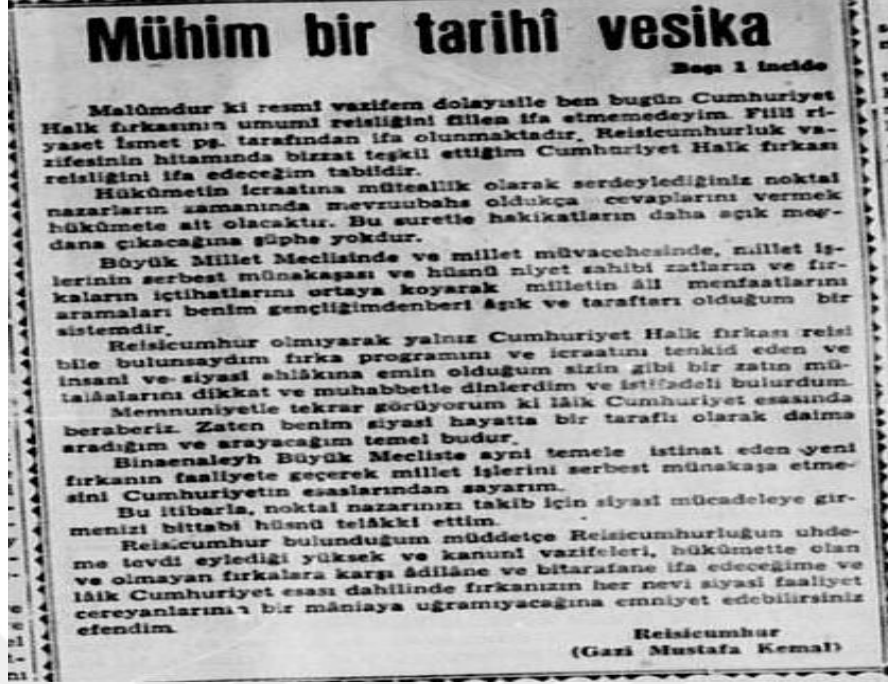 Mühim bir tarihî vesika
Başı 1 incide
Malûmdur ki resmî vazifem dolayısile ben bugün Cumhuriyet
Halk fırkasının umumî reisliğini fiilen ifa etmemedeyim. Fiilî ri-
yaset İsmet pş. tarafından ifa olunmaktadır. Reisicumhurluk va-
zifesinin hitamında bizzat teşkil ettiğim Cumhuriyet Halk fırkası
reisliğini ifa edeceğim tabiîdir.
Hükûmetin icraatına müteallik olarak serdeylediğiniz noktai
nazarların zamanında mevzuubahs oldukça cevaplarını vermek
hükûmete ait olacaktır. Bu suretle hakikatların daha açık mey-
dana çıkacağına şüphe yokdur.
Büyük Millet Meclisinde ve millet müvacehesinde, millet iş-
lerinin serbest münakaşası ve hüsnü niyet sahibi zatların ve fır-
kaların içtihatlarını ortaya koyarak milletin âli menfaatlarını
aramaları benim gençliğimdenberi âşık ve taraftarı olduğum bir
sistemdir.
Reisicumhur olmıyarak yalnız Cumhuriyet Halk fırkası reisi
bile bulunsaydım fırka programını ve icraatını tenkid eden ve
insanî ve siyasî ahlâkına emin olduğum sizin gibi bir zatın mü-
talâalarını dikkat ve muhabbetle dinlerdim ve istifadeli bulurdum.
Memnuniyetle tekrar görüyorum ki lâik Cumhuriyet esasında
beraberiz. Zaten benim siyasî hayatta bir taraflı olarak daima
aradığım ve arayacağım temel budur.
Binaenaleyh Büyük Mecliste ayni temele istinat eden yeni
fırkanın faaliyete geçerek millet işlerini serbest münakaşa etme-
sini Cumhuriyetin esaslarından sayarım.
Bu itibarla, noktai nazarınızı takib için siyasî mücadeleye gir-
menizi bittabi hüsnü telâkki ettim.
Reisicumhur bulunduğum müddetçe Reisicumhurluğun uhde-
me tevdi eylediği yüksek ve kanunî vazifeleri, hükûmette olan
ve olmayan fırkalara karşı âdilâne ve bitarafane ifa edeceğime ve
lâik Cumhuriyet esası dahilinde fırkanızın her nevi siyasî faaliyet
cereyanlarının bir mâniaya uğramıyacağına emniyet edebilirsiniz
efendim.
Reisicumhur
(Gazi Mustafa Kemal)